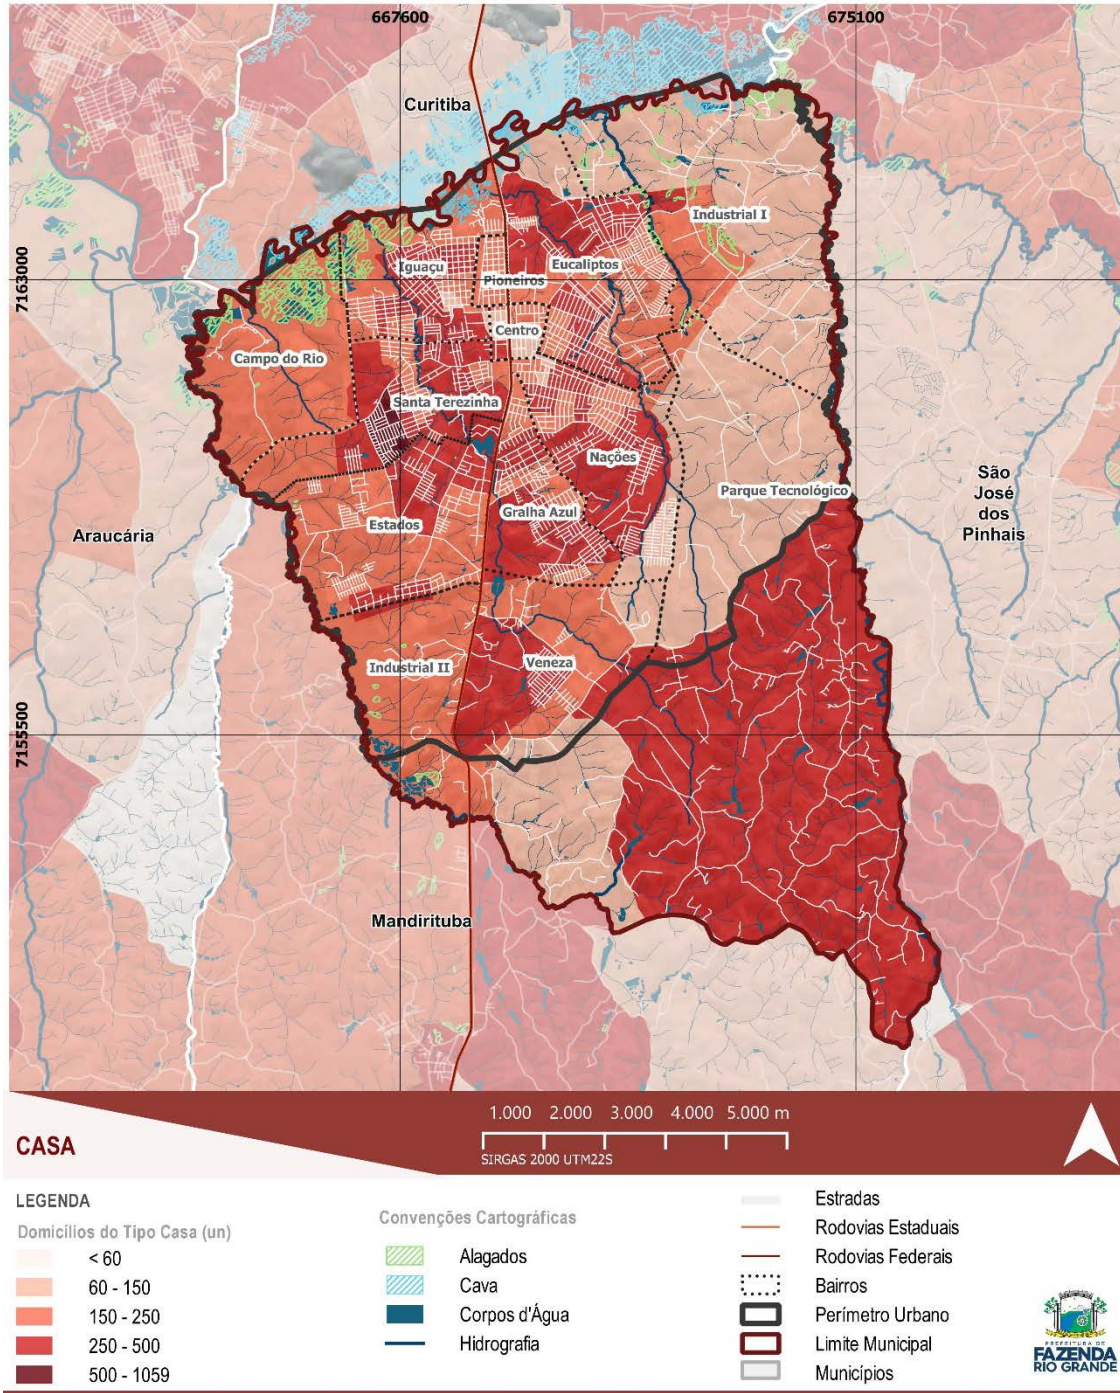 667600
675100
Curitiba
Industrial I
7163000
Iguaçu
Eucaliptos
Pioneiros
Centro
Campo do Rio
Santa Terezinha
Nações
Parque Tecnológico
São
José
dos
Pinhais
Araucária
Estados
Gralha Azul
Industrial II
Veneza
7155500
Mandirituba
CASA
1.000 2.000 3.000 4.000 5.000 m
SIRGAS 2000 UTM22S
LEGENDA
Domicílios do Tipo Casa (un)
< 60
60 - 150
150 - 250
250 - 500
500 - 1059
Convenções Cartográficas
Alagados
Cava
Corpos d'Água
Hidrografia
Estradas
Rodovias Estaduais
Rodovias Federais
Bairros
Perímetro Urbano
Limite Municipal
Municípios
PREFEITURA DE
FAZENDA
RIO GRANDE